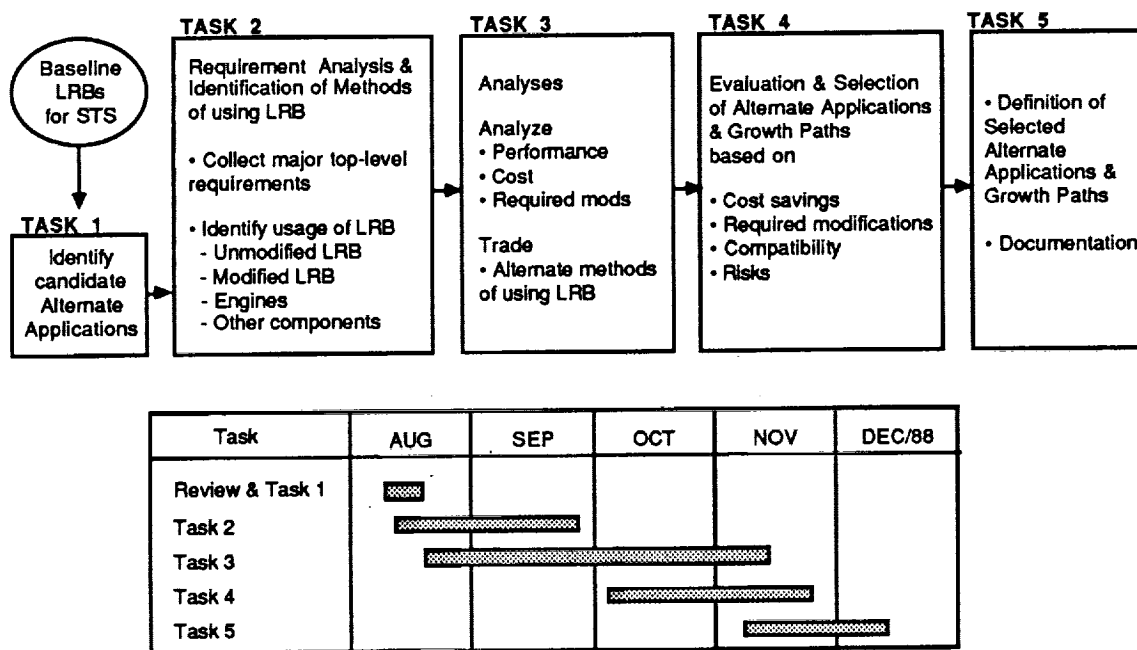 Baseline
LRBs
for STS
TASK 1
Identify
candidate
Alternate
Applications
TASK 2
Requirement Analysis &
Identification of Methods
of using LRB
• Collect major top-level
requirements
• Identify usage of LRB
- Unmodified LRB
- Modified LRB
- Engines
- Other components
TASK 3
Analyses
Analyze
• Performance
• Cost
• Required mods
Trade
• Alternate methods
of using LRB
TASK 4
Evaluation & Selection
of Alternate Applications
& Growth Paths
based on
• Cost savings
• Required modifications
• Compatibility
• Risks
TASK 5
• Definition of
Selected
Alternate
Applications &
Growth Paths
• Documentation
Task AUG SEP OCT NOV DEC/88
Review & Task 1
Task 2
Task 3
Task 4
Task 5